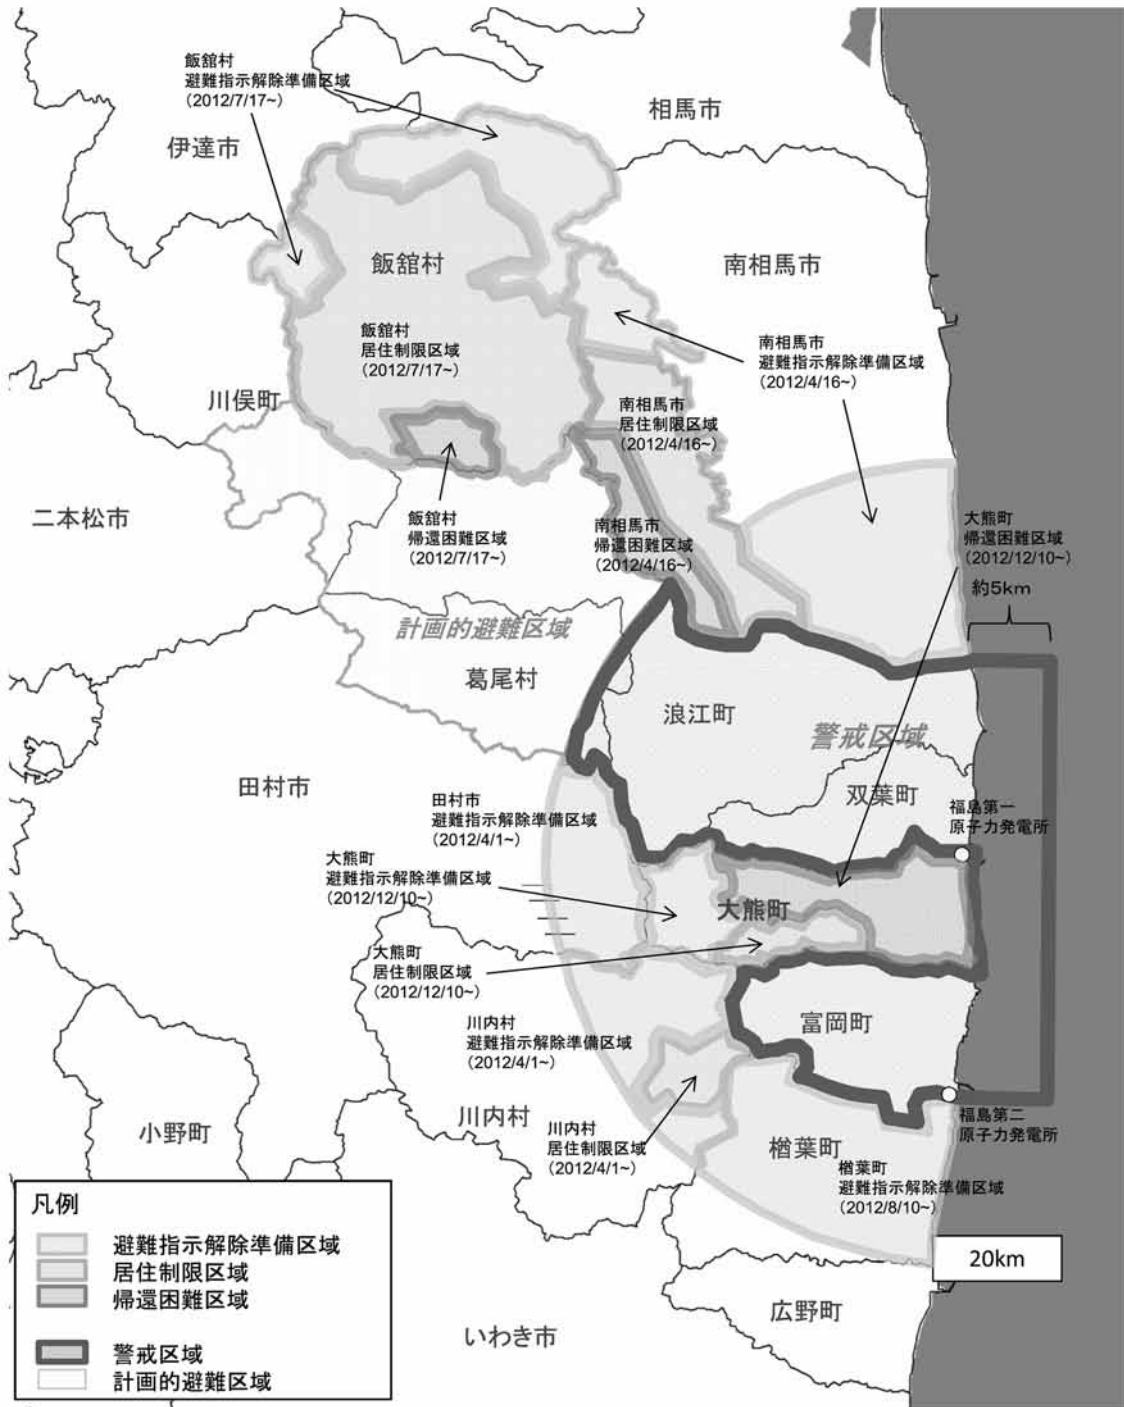 飯舘村
避難指示解除準備区域
(2012/7/17~)
相馬市
伊達市
飯舘村
南相馬市
飯舘村
居住制限区域
(2012/7/17~)
南相馬市
避難指示解除準備区域
(2012/4/16~)
川俣町
南相馬市
居住制限区域
(2012/4/16~)
二本松市
飯舘村
帰還困難区域
(2012/7/17~)
南相馬市
帰還困難区域
(2012/4/16~)
大熊町
帰還困難区域
(2012/12/10~)
約5km
計画的避難区域
葛尾村
浪江町
警戒区域
田村市
双葉町
田村市
避難指示解除準備区域
(2012/4/1~)
福島第一
原子力発電所
大熊町
避難指示解除準備区域
(2012/12/10~)
大熊町
大熊町
居住制限区域
(2012/12/10~)
川内村
避難指示解除準備区域
(2012/4/1~)
富岡町
川内村
川内村
居住制限区域
(2012/4/1~)
福島第二
原子力発電所
小野町
楢葉町
楢葉町
避難指示解除準備区域
(2012/8/10~)
凡例
避難指示解除準備区域
居住制限区域
帰還困難区域
警戒区域
計画的避難区域
20km
広野町
いわき市